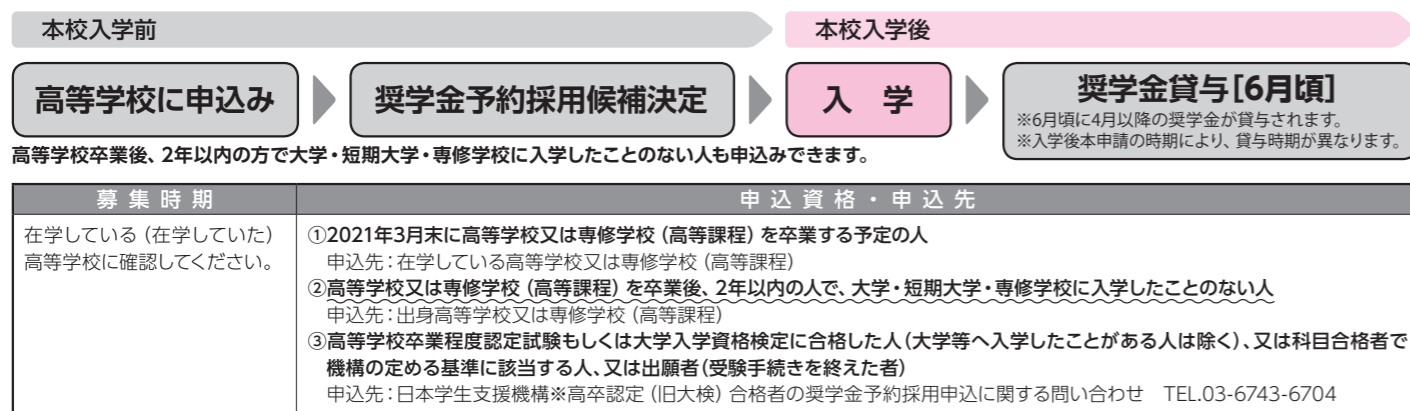 本校入学前
本校入学後
高等学校に申込み
奨学金予約採用候補決定
入　学
奨学金貸与［6月頃］
※6月頃に4月以降の奨学金が貸与されます。
※入学後本申請の時期により、貸与時期が異なります。
高等学校卒業後、2年以内の方で大学・短期大学・専修学校に入学したことのない人も申込みできます。
募集時期
申込資格・申込先
在学している（在学していた）
高等学校に確認してください。
①2021年3月末に高等学校又は専修学校（高等課程）を卒業する予定の人
申込先：在学している高等学校又は専修学校（高等課程）
②高等学校又は専修学校（高等課程）を卒業後、2年以内の人で、大学・短期大学・専修学校に入学したことのない人
申込先：出身高等学校又は専修学校（高等課程）
③高等学校卒業程度認定試験もしくは大学入学資格検定に合格した人（大学等へ入学したことがある人は除く）、又は科目合格者で
機構の定める基準に該当する人、又は出願者（受験手続きを終えた者）
申込先：日本学生支援機構※高卒認定（旧大検）合格者の奨学金予約採用申込に関する問い合わせ　TEL.03-6743-6704